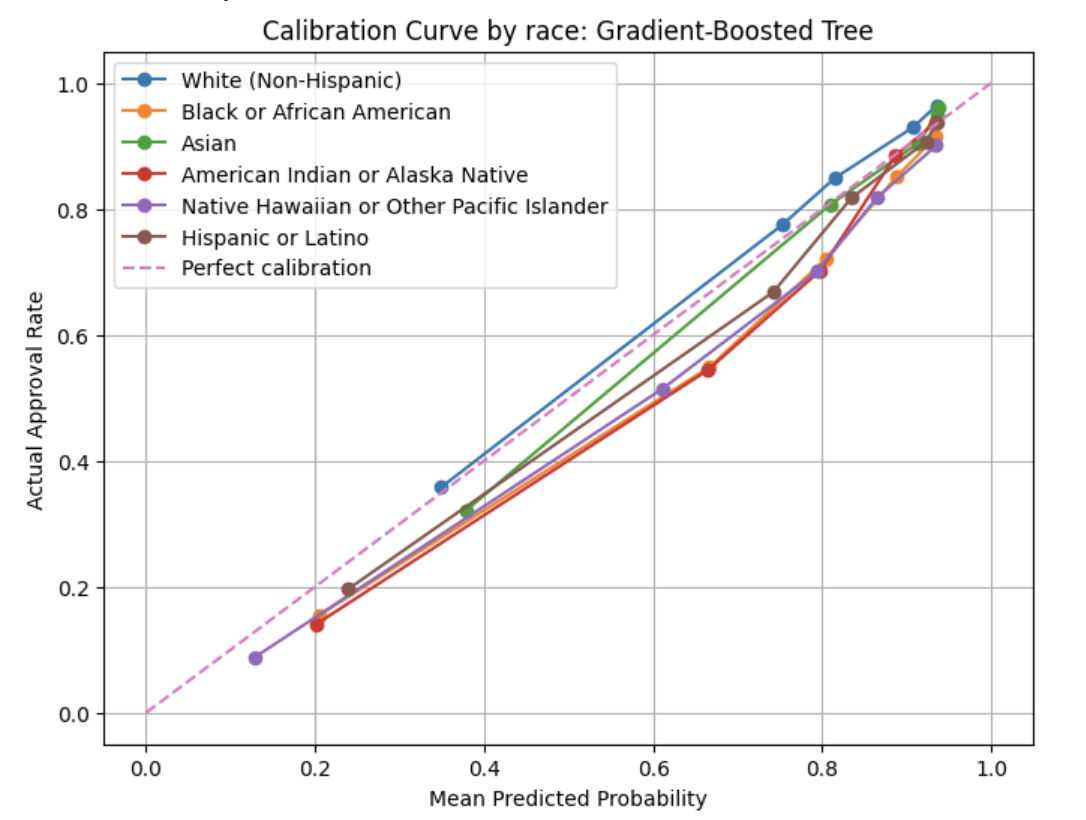 Calibration Curve by race: Gradient-Boosted Tree
White (Non-Hispanic)
Black or African American
Asian
American Indian or Alaska Native
Native Hawaiian or Other Pacific Islander
Hispanic or Latino
Perfect calibration
Actual Approval Rate
1.0
0.8
0.6
0.4
0.2
0.0
0.0 0.2 0.4 0.6 0.8 1.0
Mean Predicted Probability